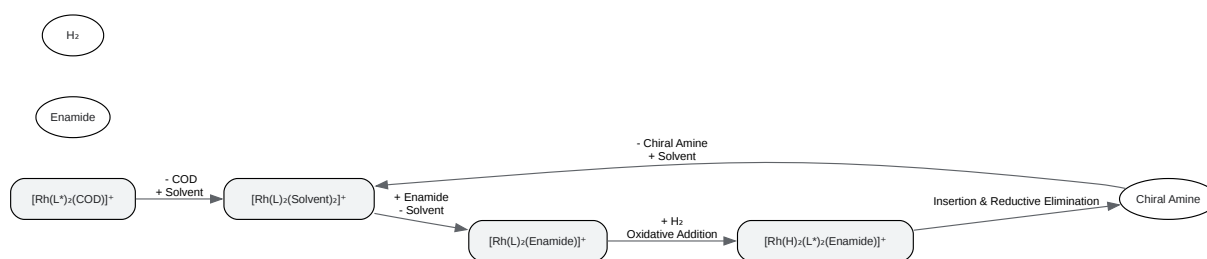 H₂
Enamide
- Chiral Amine
+ Solvent
- COD
+ Solvent
+ Enamide
- Solvent
[Rh(L*)₂(COD)]⁺
[Rh(L)₂(Solvent)₂]⁺
[Rh(L)₂(Enamide)]⁺
+ H₂
Oxidative Addition
[Rh(H)₂(L*)₂(Enamide)]⁺
Insertion & Reductive Elimination
Chiral Amine